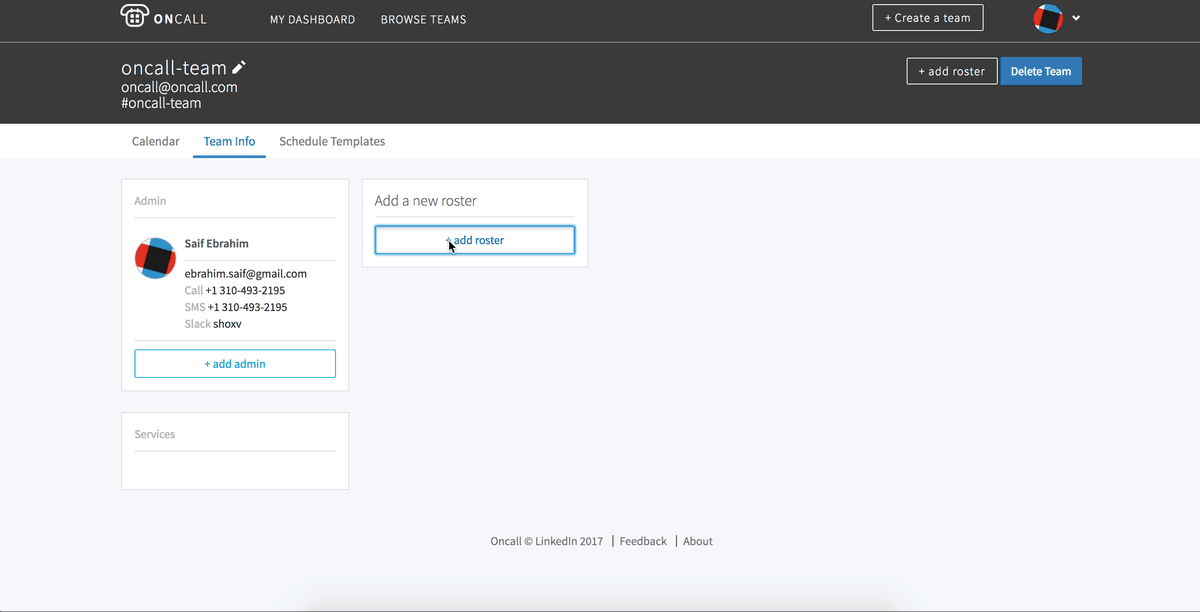 ONCALL
MY DASHBOARD
BROWSE TEAMS
+ Create a team
oncall-team
oncall@oncall.com
#oncall-team
+ add roster
Delete Team
Calendar
Team Info
Schedule Templates
Admin
Saif Ebrahim
ebrahim.saif@gmail.com
Call +1 310-493-2195
SMS +1 310-493-2195
Slack shoxv
+ add admin
Services
Add a new roster
+ add roster
Oncall © LinkedIn 2017 | Feedback | About